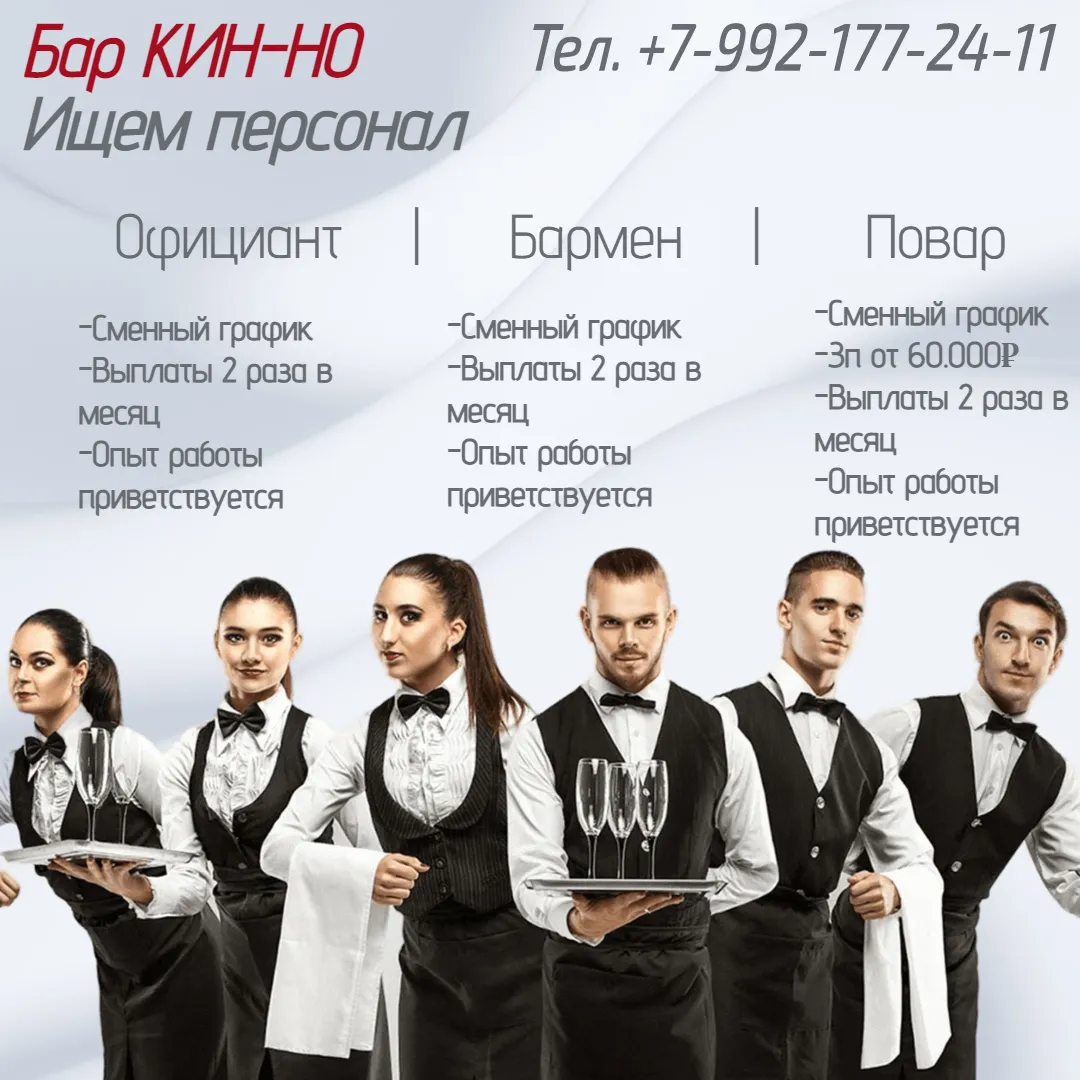 Бар КИН-НО
Тел. +7-992-177-24-11
Ищем персонал
Официант | Бармен | Повар
-Сменный график
-Выплаты 2 раза в
месяц
-Опыт работы
приветствуется
-Сменный график
-Выплаты 2 раза в
месяц
-Опыт работы
приветствуется
-Сменный график
-Зп от 60.000₽
-Выплаты 2 раза в
месяц
-Опыт работы
приветствуется